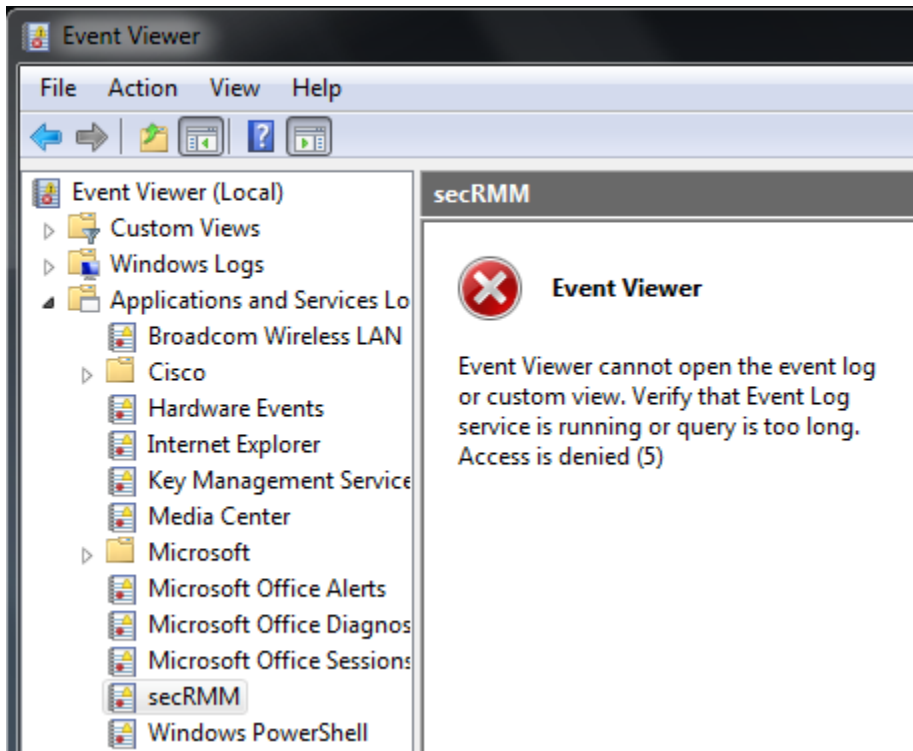 Event Viewer
File Action View Help
Event Viewer (Local)
Custom Views
Windows Logs
Applications and Services Lo
Broadcom Wireless LAN
Cisco
Hardware Events
Internet Explorer
Key Management Service
Media Center
Microsoft
Microsoft Office Alerts
Microsoft Office Diagnos
Microsoft Office Sessions
secRMM
Windows PowerShell
secRMM
Event Viewer
Event Viewer cannot open the event log
or custom view. Verify that Event Log
service is running or query is too long.
Access is denied (5)